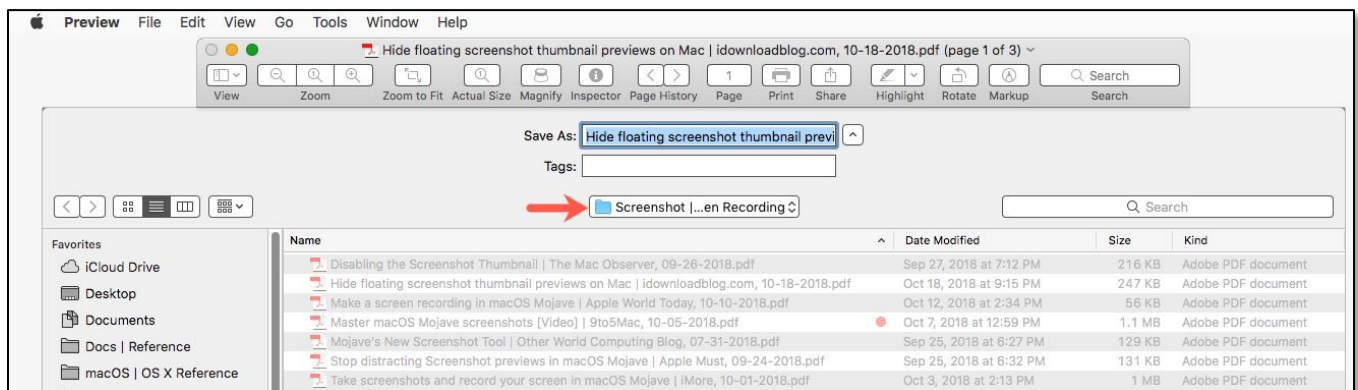 Preview File Edit View Go Tools Window Help
Hide floating screenshot thumbnail previews on Mac | idownloadblog.com, 10-18-2018.pdf (page 1 of 3)
1 Search
View Zoom Zoom to Fit Actual Size Magnify Inspector Page History Page Print Share Highlight Rotate Markup Search
Save As: Hide floating screenshot thumbnail previ
Tags:
Screenshot |...en Recording Search
Favorites Name Date Modified Size Kind
iCloud Drive Disabling the Screenshot Thumbnail | The Mac Observer, 09-26-2018.pdf Sep 27, 2018 at 7:12 PM 216 KB Adobe PDF document
Hide floating screenshot thumbnail previews on Mac | idownloadblog.com, 10-18-2018.pdf Oct 18, 2018 at 9:15 PM 247 KB Adobe PDF document
Desktop Make a screen recording in macOS Mojave | Apple World Today, 10-10-2018.pdf Oct 12, 2018 at 2:34 PM 56 KB Adobe PDF document
Documents Master macOS Mojave screenshots [Video] | 9to5Mac, 10-05-2018.pdf Oct 7, 2018 at 12:59 PM 1.1 MB Adobe PDF document
Docs | Reference Mojave's New Screenshot Tool | Other World Computing Blog, 07-31-2018.pdf Sep 25, 2018 at 6:27 PM 129 KB Adobe PDF document
Stop distracting Screenshot previews in macOS Mojave | Apple Must, 09-24-2018.pdf Sep 25, 2018 at 6:32 PM 131 KB Adobe PDF document
macOS | OS X Reference Take screenshots and record your screen in macOS Mojave | iMore, 10-01-2018.pdf Oct 3, 2018 at 2:13 PM 1 MB Adobe PDF document